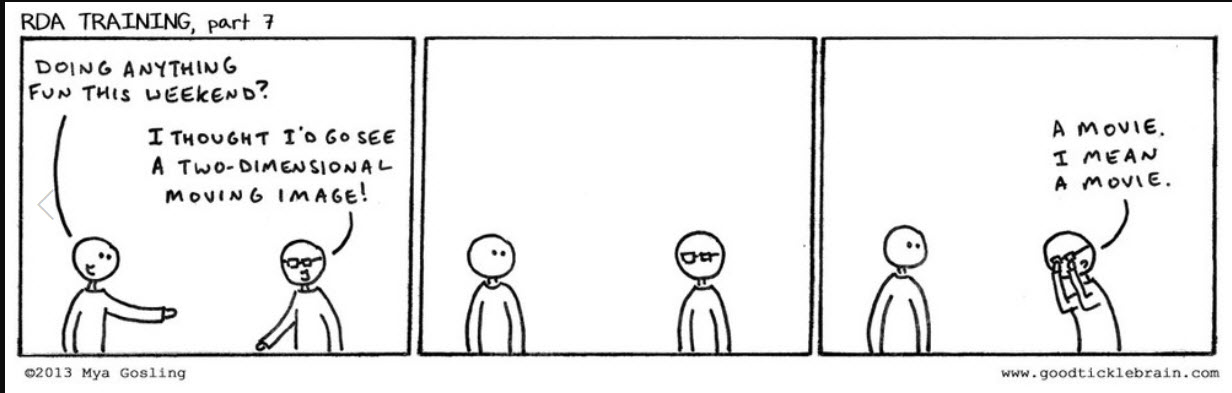 RDA TRAINING, part 7
DOING ANYTHING
FUN THIS WEEKEND?
I THOUGHT I'D GO SEE
A TWO-DIMENSIONAL
MOVING IMAGE!
A MOVIE.
I MEAN
A MOVIE.
©2013 Mya Gosling
www.goodticklebrain.com